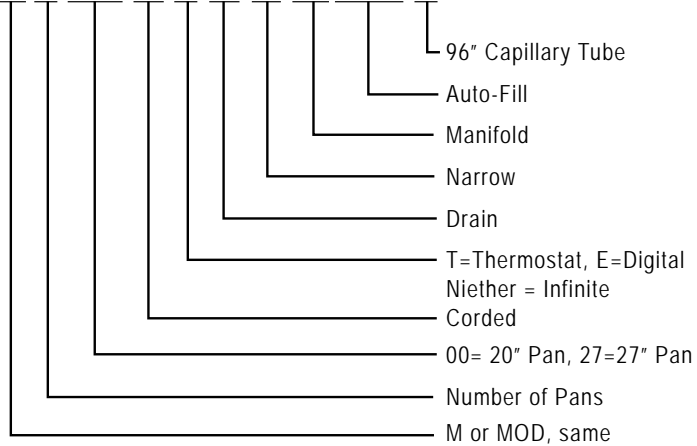 96" Capillary Tube
Auto-Fill
Manifold
Narrow
Drain
T=Thermostat, E=Digital
Niether = Infinite
Corded
00= 20" Pan, 27=27" Pan
Number of Pans
M or MOD, same